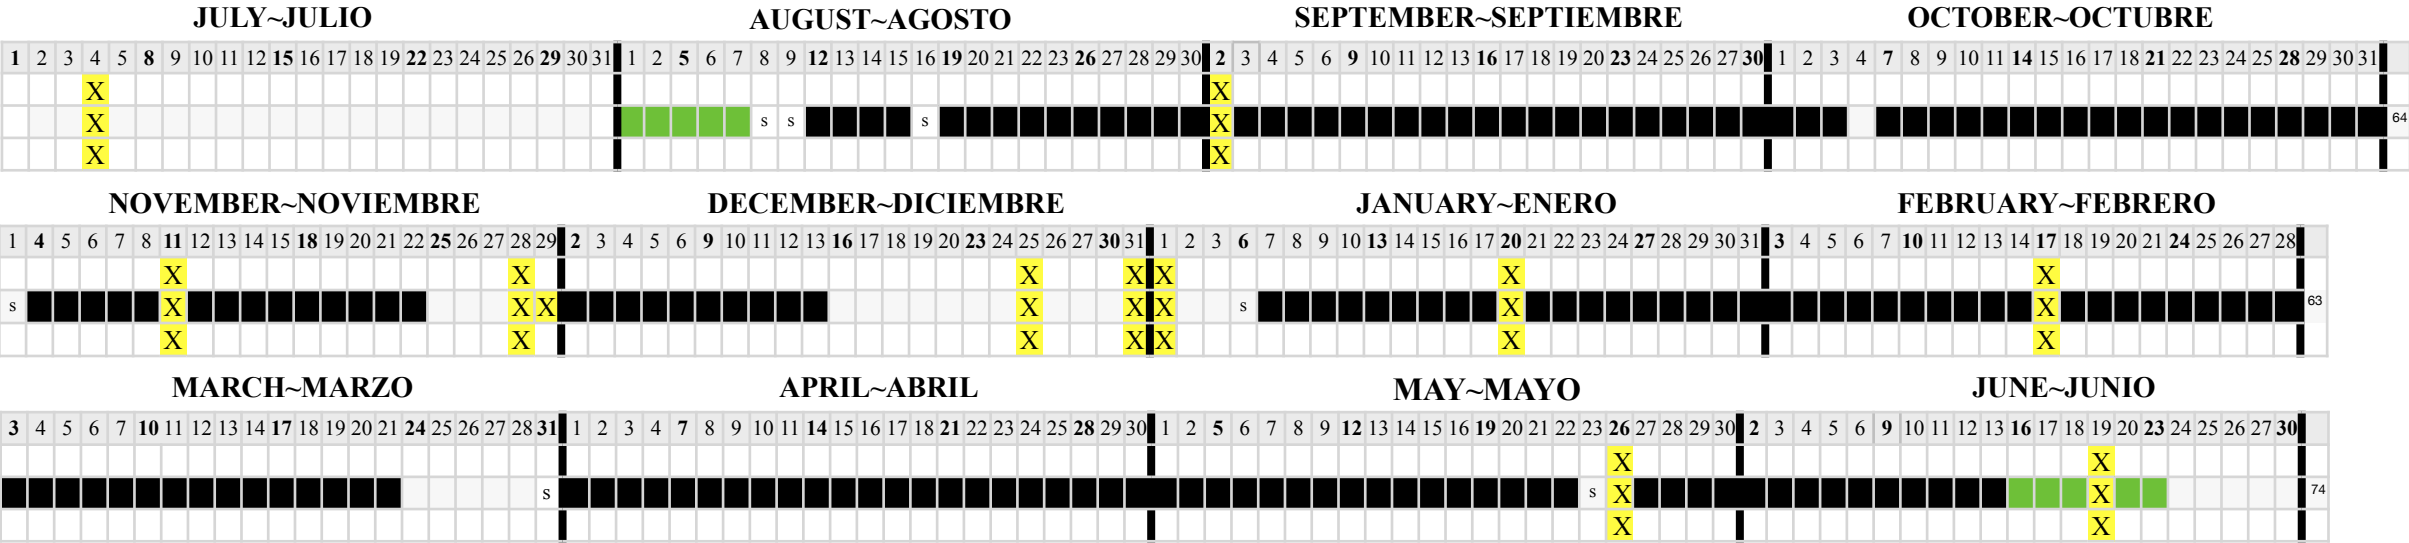 JULY~JULIO AUGUST~AGOSTO SEPTEMBER~SEPTIEMBRE OCTOBER~OCTUBRE
1 2 3 4 5 8 9 10 11 12 15 16 17 18 19 22 23 24 25 26 29 30 31 1 2 5 6 7 8 9 12 13 14 15 16 19 20 21 22 23 26 27 28 29 30 2 3 4 5 6 9 10 11 12 13 16 17 18 19 20 23 24 25 26 27 30 1 2 3 4 7 8 9 10 11 14 15 16 17 18 21 22 23 24 25 28 29 30 31
X X
X s s s X 64
X X
NOVEMBER~NOVIEMBRE DECEMBER~DICIEMBRE JANUARY~ENERO FEBRUARY~FEBRERO
1 4 5 6 7 8 11 12 13 14 15 18 19 20 21 22 25 26 27 28 29 2 3 4 5 6 9 10 11 12 13 16 17 18 19 20 23 24 25 26 27 30 31 1 2 3 6 7 8 9 10 13 14 15 16 17 20 21 22 23 24 27 28 29 30 31 3 4 5 6 7 10 11 12 13 14 17 18 19 20 21 24 25 26 27 28
X X X X X X X
s X X X X X X s X X 63
X X X X X X X
MARCH~MARZO APRIL~ABRIL MAY~MAYO JUNE~JUNIO
3 4 5 6 7 10 11 12 13 14 17 18 19 20 21 24 25 26 27 28 31 1 2 3 4 7 8 9 10 11 14 15 16 17 18 21 22 23 24 25 28 29 30 1 2 5 6 7 8 9 12 13 14 15 16 19 20 21 22 23 26 27 28 29 30 2 3 4 5 6 9 10 11 12 13 16 17 18 19 20 23 24 25 26 27 30
X X
s s X X 74
X X